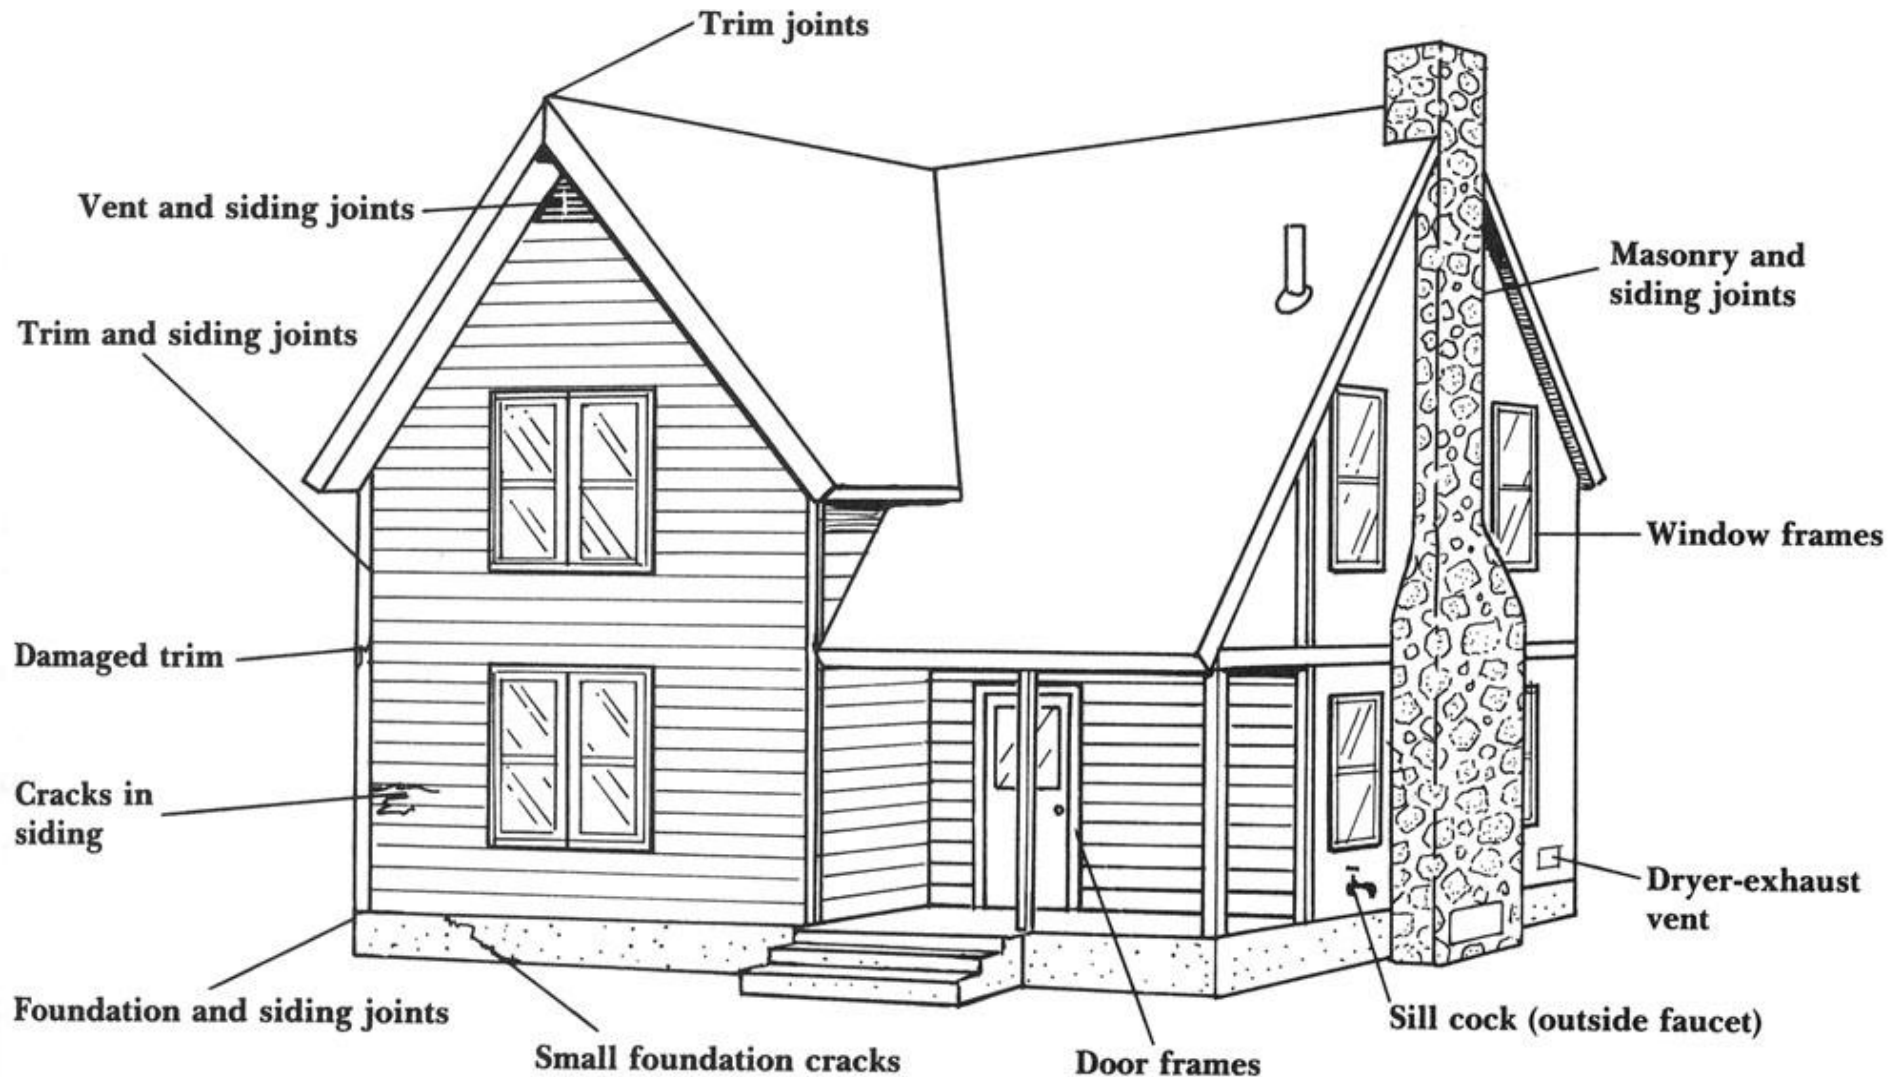 Trim joints
Vent and siding joints
Masonry and
siding joints
Trim and siding joints
Window frames
Damaged trim
Cracks in
siding
Dryer-exhaust
vent
Foundation and siding joints
Sill cock (outside faucet)
Small foundation cracks
Door frames